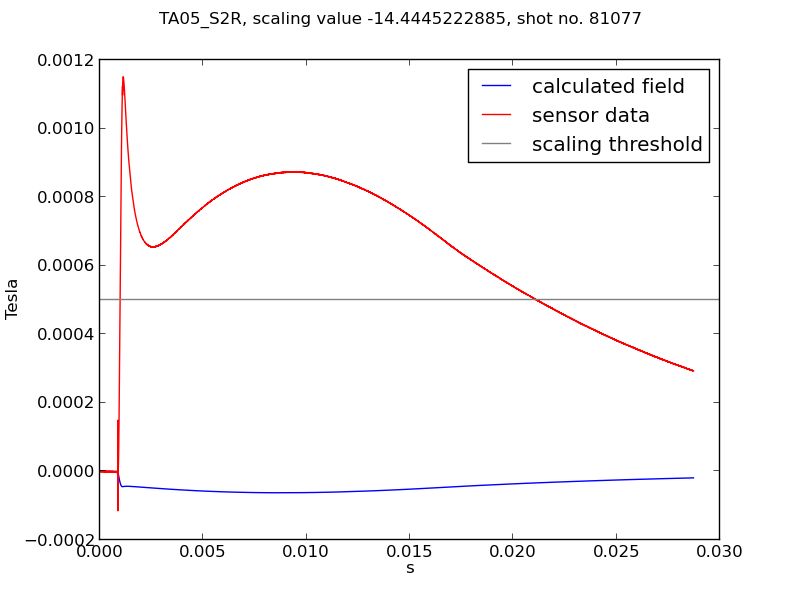 TA05_S2R, scaling value -14.4445222885, shot no. 81077
calculated field
sensor data
scaling threshold
Tesla
0.0012
0.0010
0.0008
0.0006
0.0004
0.0002
0.0000
−0.0002
0.000 0.005 0.010 0.015 0.020 0.025 0.030
s